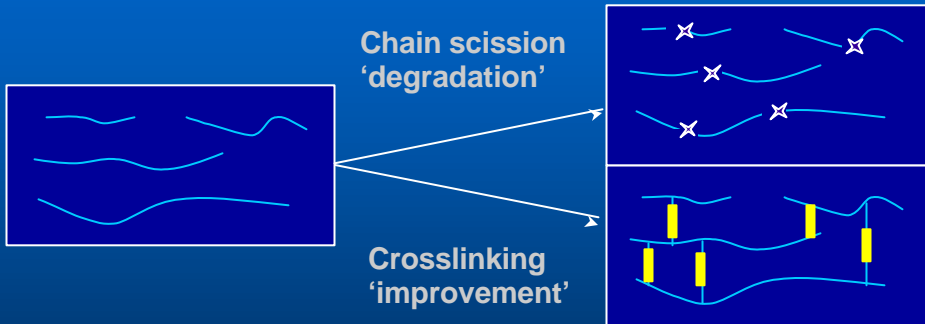 Chain scission
‘degradation’
Crosslinking
‘improvement’